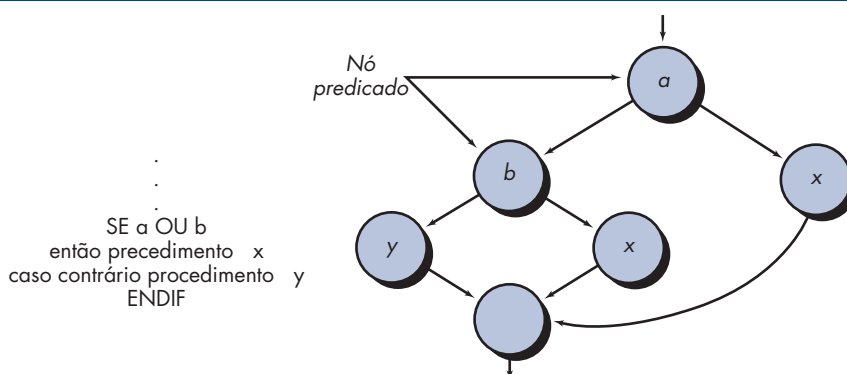 Nó
predicado
a
b
x
y
x
.
.
.
SE a OU b
então precedimento x
caso contrário procedimento y
ENDIF